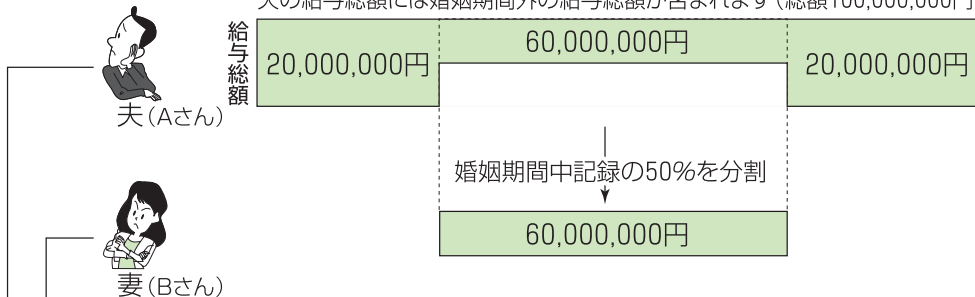 夫の給与総額には婚姻期間外の給与総額が含まれます(総額100,000,000円
給与総額
20,000,000円
60,000,000円
20,000,000円
夫(Aさん)
婚姻期間中記録の50%を分割
60,000,000円
妻(Bさん)